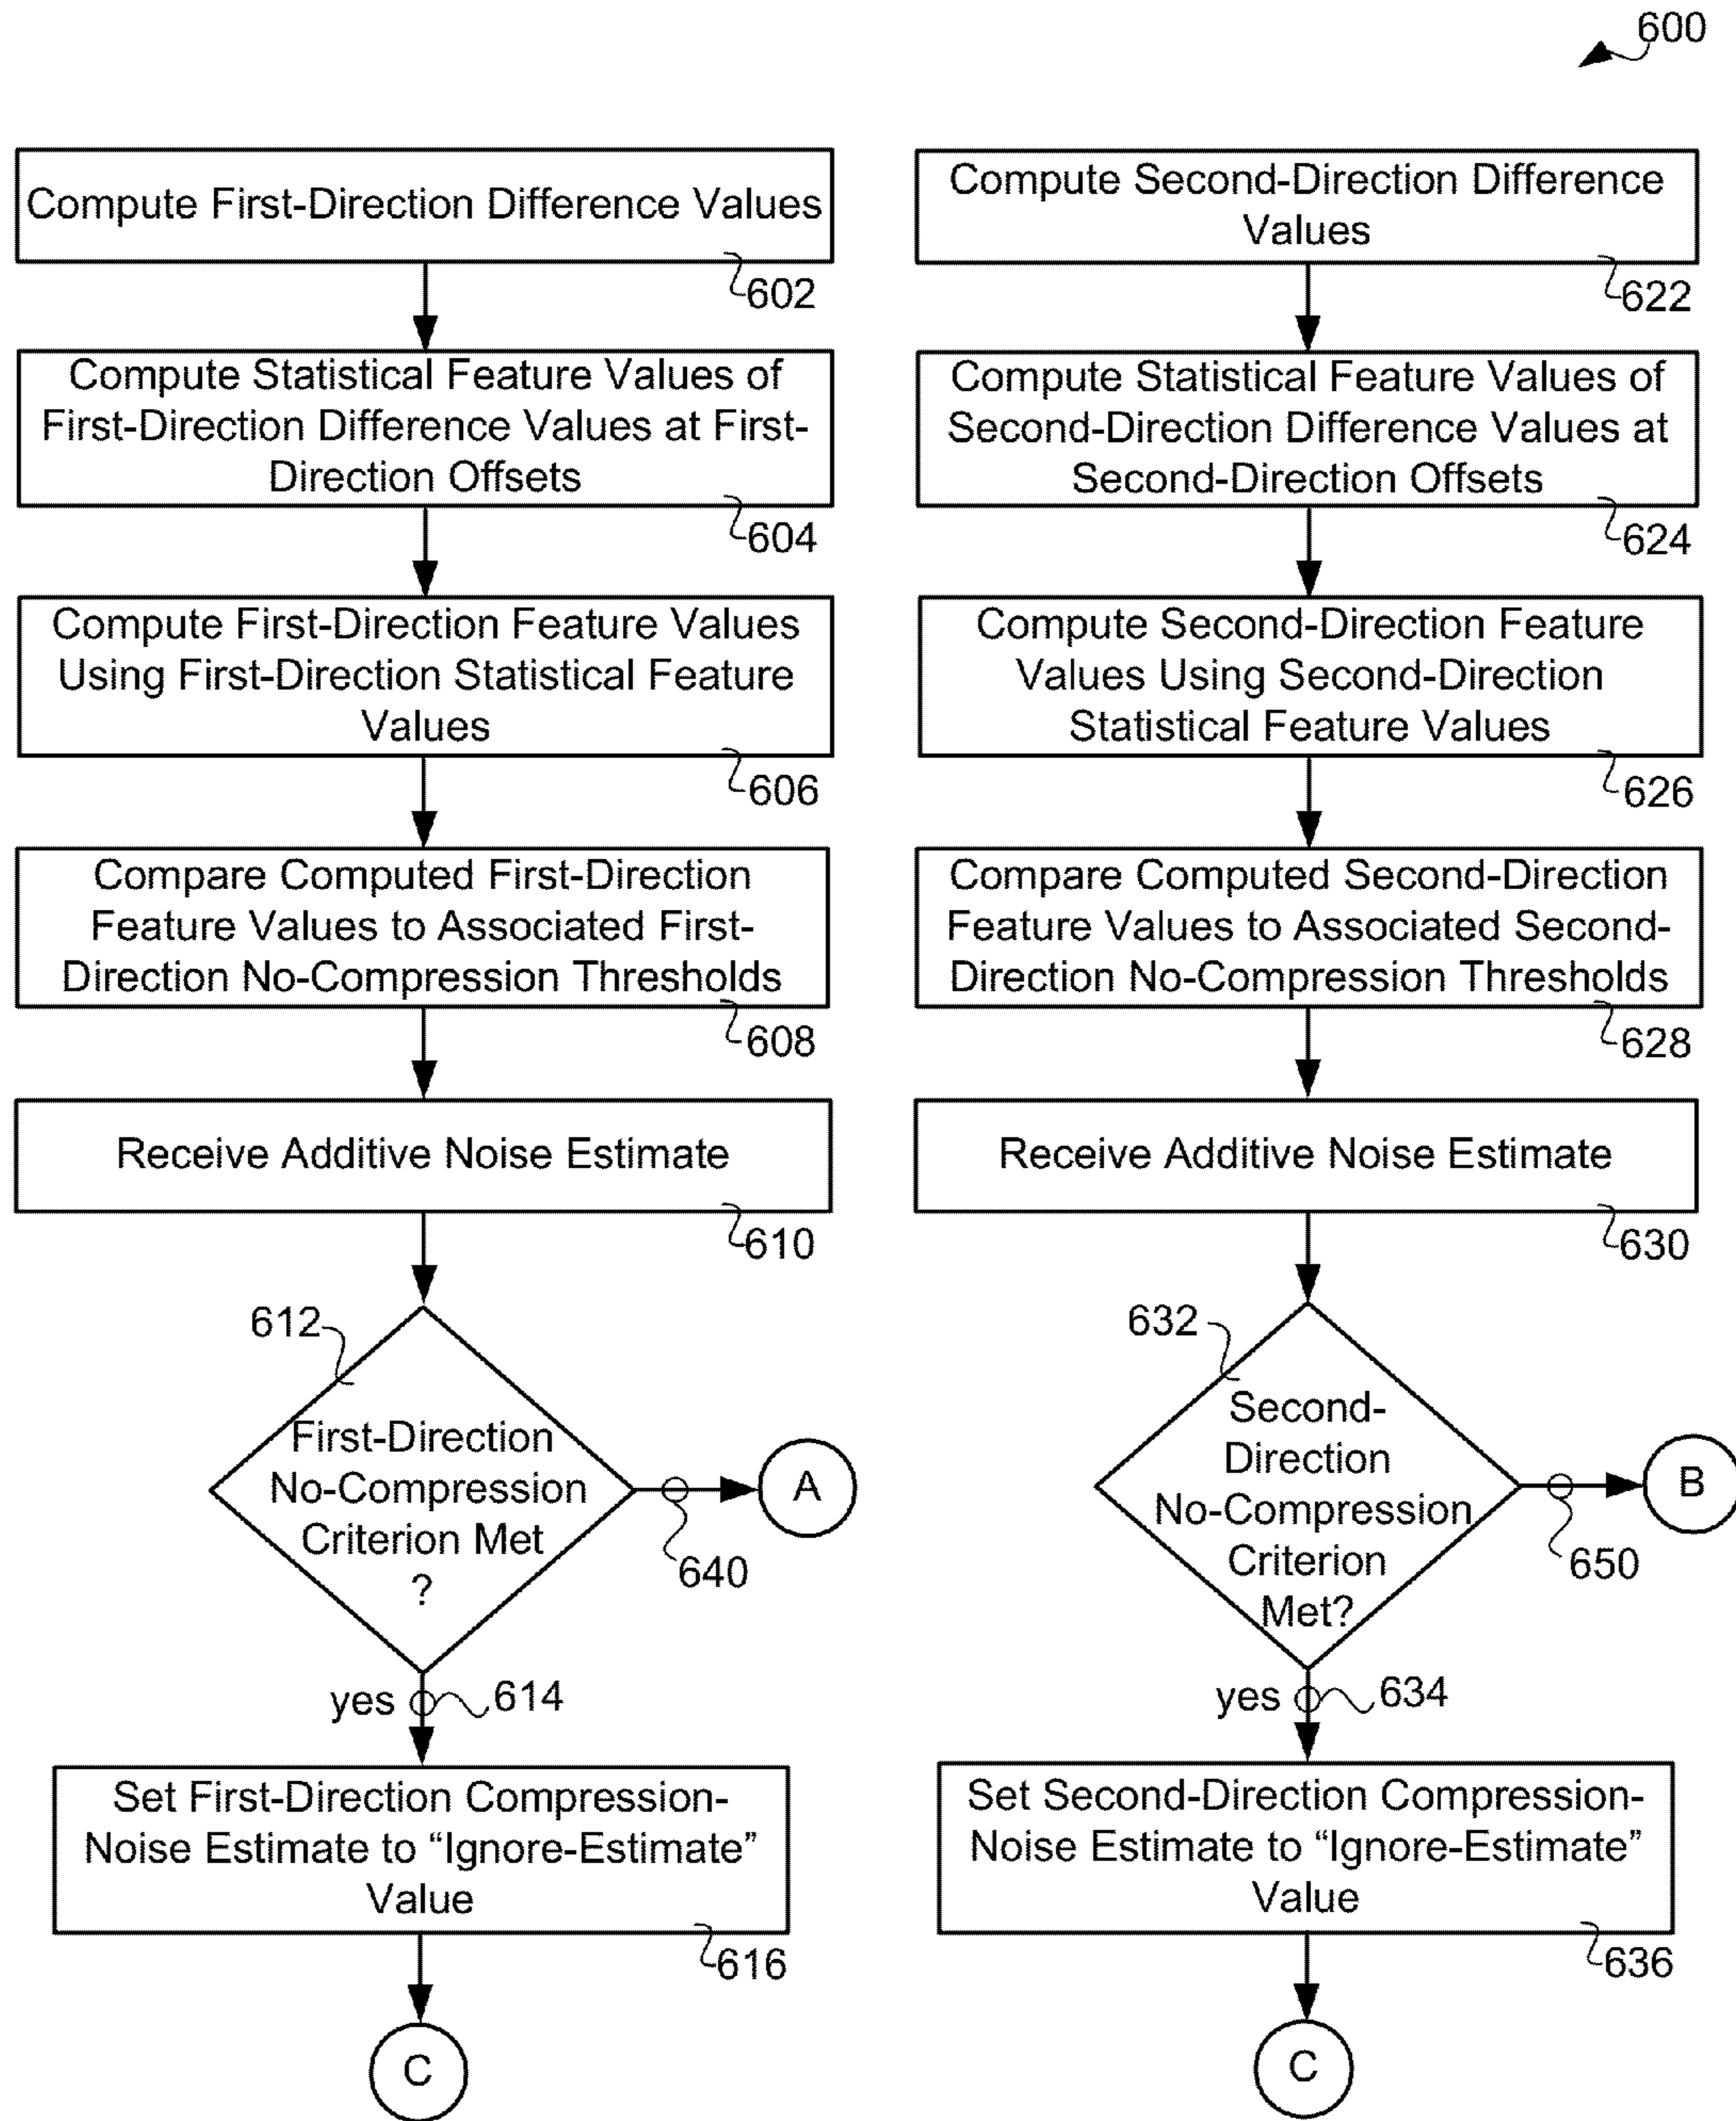 600
Compute First-Direction Difference Values
602
Compute Statistical Feature Values of
First-Direction Difference Values at First-
Direction Offsets
604
Compute First-Direction Feature Values
Using First-Direction Statistical Feature
Values
606
Compare Computed First-Direction
Feature Values to Associated First-
Direction No-Compression Thresholds
608
Receive Additive Noise Estimate
610
612
First-Direction
No-Compression
Criterion Met
?
640
A
yes
614
Set First-Direction Compression-
Noise Estimate to “Ignore-Estimate”
Value
616
C
Compute Second-Direction Difference
Values
622
Compute Statistical Feature Values of
Second-Direction Difference Values at
Second-Direction Offsets
624
Compute Second-Direction Feature
Values Using Second-Direction
Statistical Feature Values
626
Compare Computed Second-Direction
Feature Values to Associated Second-
Direction No-Compression Thresholds
628
Receive Additive Noise Estimate
630
632
Second-
Direction
No-Compression
Criterion
Met?
650
B
yes
634
Set Second-Direction Compression-
Noise Estimate to “Ignore-Estimate”
Value
636
C